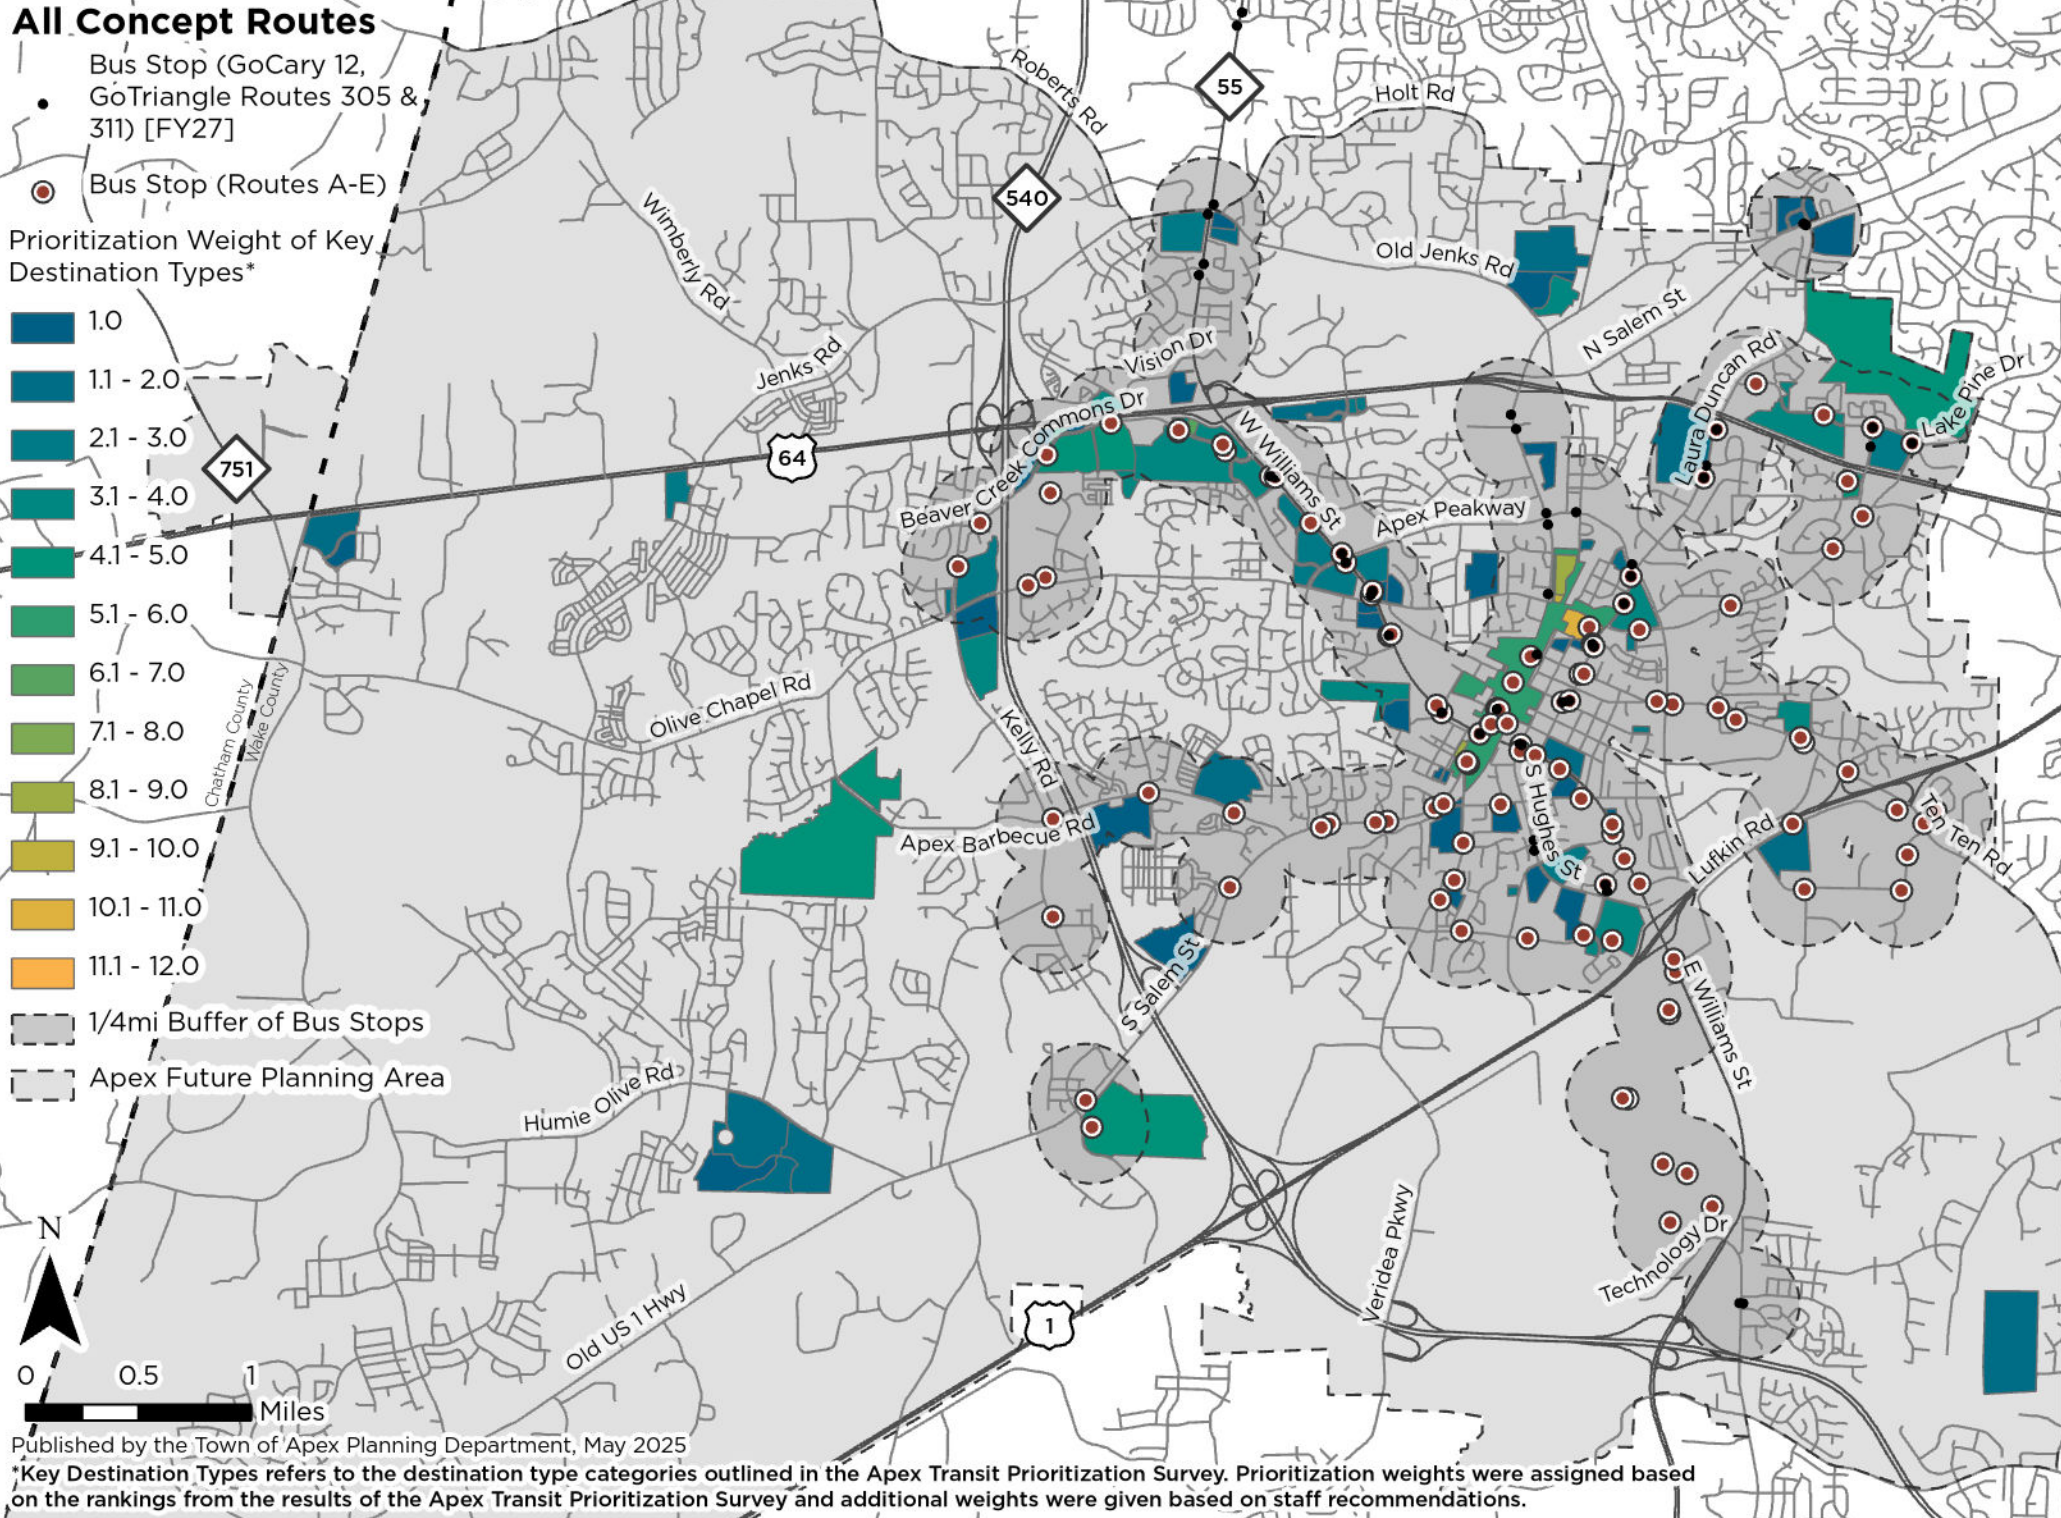 All Concept Routes
Bus Stop (GoCary 12,
GoTriangle Routes 305 &
311) [FY27]
Bus Stop (Routes A-E)
Prioritization Weight of Key
Destination Types*
1.0
1.1 - 2.0
2.1 - 3.0
3.1 - 4.0
4.1 - 5.0
5.1 - 6.0
6.1 - 7.0
7.1 - 8.0
8.1 - 9.0
9.1 - 10.0
10.1 - 11.0
11.1 - 12.0
1/4mi Buffer of Bus Stops
Apex Future Planning Area
Roberts Rd
55
Holt Rd
540
Wimberly Rd
Old Jenks Rd
N Salem St
Vision Dr
Jenks Rd
Laura Duncan Rd
Lake Pine Dr
Beaver Creek Commons Dr
W Williams St
64
751
Apex Peakway
Olive Chapel Rd
Chatham County
Wake County
Kelly Rd
S Hughes St
Apex Barbecue Rd
Lufkin Rd
Ten Ten Rd
S Salem St
E Williams St
Humie Olive Rd
Veridea Pkwy
Technology Dr
Old US 1 Hwy
1
N
0 0.5 1
Miles
Published by the Town of Apex Planning Department, May 2025
*Key Destination Types refers to the destination type categories outlined in the Apex Transit Prioritization Survey. Prioritization weights were assigned based
on the rankings from the results of the Apex Transit Prioritization Survey and additional weights were given based on staff recommendations.